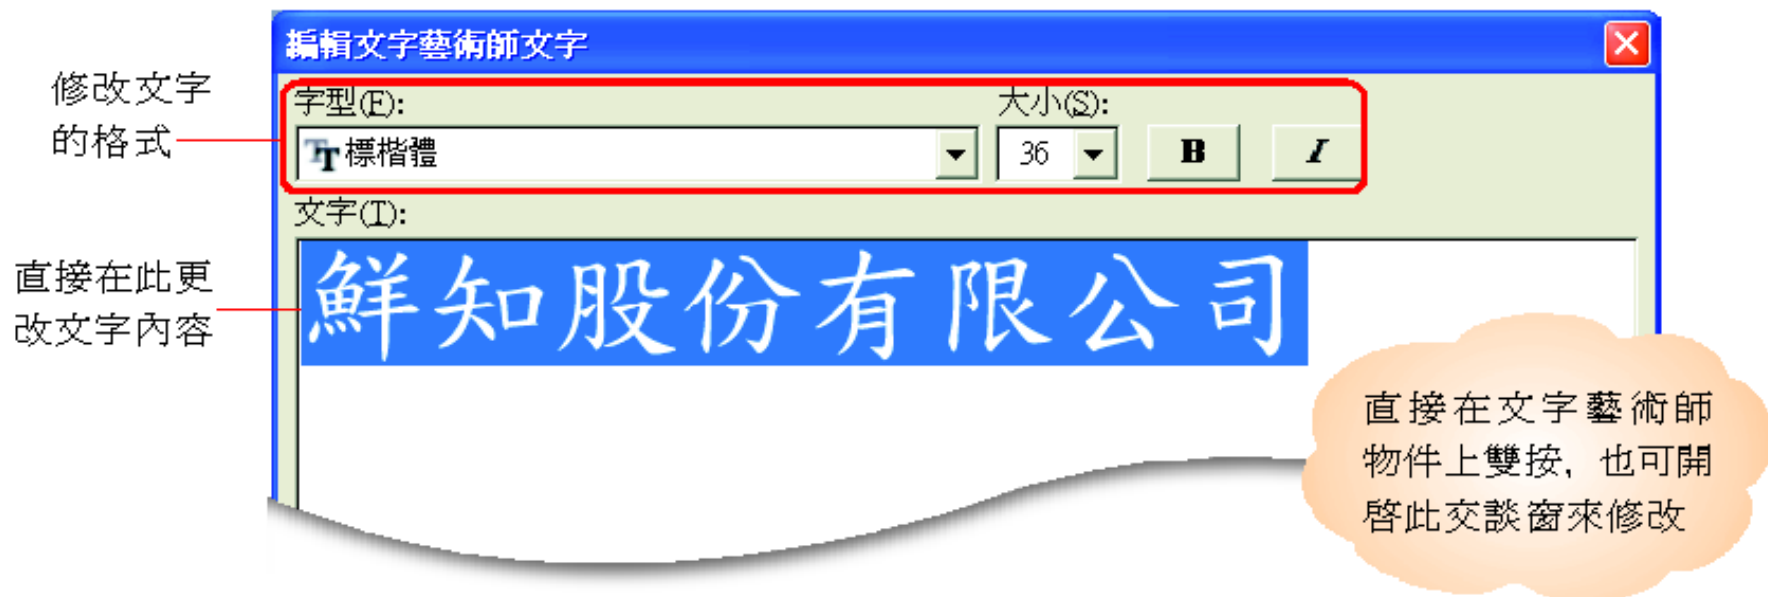 編輯文字藝術師文字
修改文字
的格式
字型(F):
大小(S):
標楷體
36
B
I
文字(T):
直接在此更
改文字內容
鮮知股份有限公司
直接在文字藝術師
物件上雙按, 也可開
啓此交談窗來修改